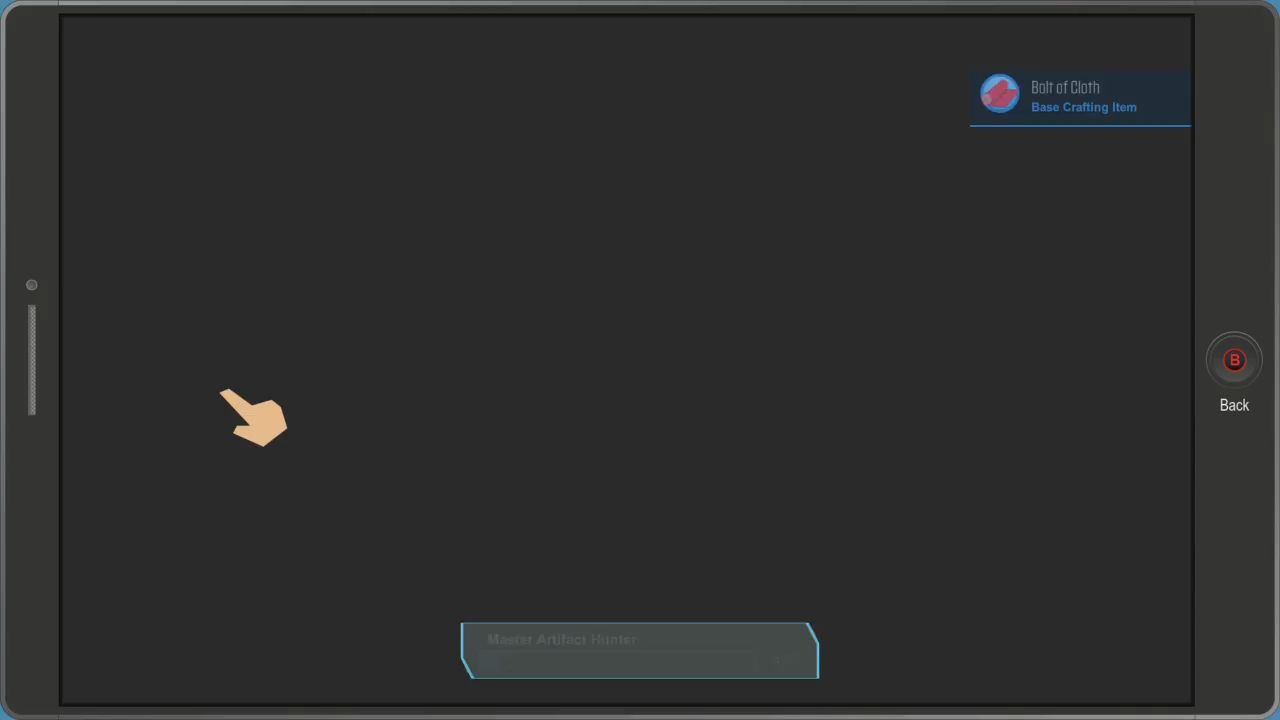 Bolt of Cloth
Base Crafting Item
B
Back
Master Artifact Hunter